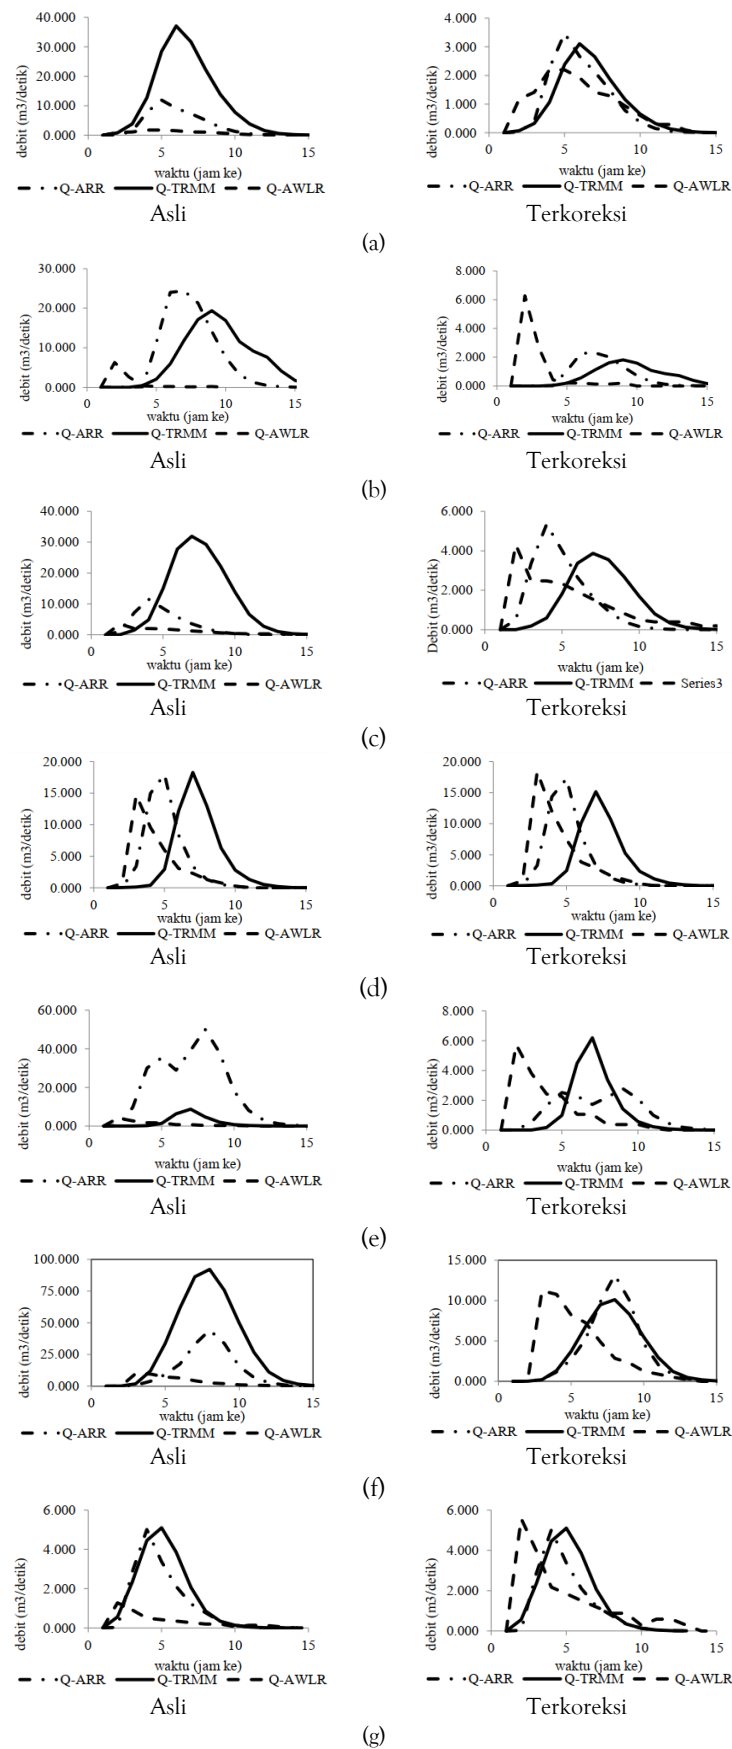 40.000
30.000
20.000
10.000
0.000
0 5 10 15
debit (m3/detik)
waktu (jam ke)
Q-ARR Q-TRMM Q-AWLR
Asli
4.000
3.000
2.000
1.000
0.000
0 5 10 15
debit (m3/detik)
waktu (jam ke)
Q-ARR Q-TRMM Q-AWLR
Terkoreksi
(a)
30.000
20.000
10.000
0.000
0 5 10 15
debit (m3/detik)
waktu (jam ke)
Q-ARR Q-TRMM Q-AWLR
Asli
8.000
6.000
4.000
2.000
0.000
0 5 10 15
debit (m3/detik)
waktu (jam ke)
Q-ARR Q-TRMM Q-AWLR
Terkoreksi
(b)
40.000
30.000
20.000
10.000
0.000
0 5 10 15
debit (m3/detik)
waktu (jam ke)
Q-ARR Q-TRMM Q-AWLR
Asli
6.000
4.000
2.000
0.000
0 5 10 15
Debit (m3/detik)
waktu (jam ke)
Q-ARR Q-TRMM Series3
Terkoreksi
(c)
20.000
15.000
10.000
5.000
0.000
0 5 10 15
debit (m3/detik)
waktu (jam ke)
Q-ARR Q-TRMM Q-AWLR
Asli
20.000
15.000
10.000
5.000
0.000
0 5 10 15
debit (m3/detik)
waktu (jam ke)
Q-ARR Q-TRMM Q-AWLR
Terkoreksi
(d)
60.000
40.000
20.000
0.000
0 5 10 15
debit (m3/detik)
waktu (jam ke)
Q-ARR Q-TRMM Q-AWLR
Asli
8.000
6.000
4.000
2.000
0.000
0 5 10 15
debit (m3/detik)
waktu (jam ke)
Q-ARR Q-TRMM Q-AWLR
Terkoreksi
(e)
100.000
75.000
50.000
25.000
0.000
0 5 10 15
debit (m3/detik)
waktu (jam ke)
Q-ARR Q-TRMM Q-AWLR
Asli
15.000
10.000
5.000
0.000
0 5 10 15
debit (m3/detik)
waktu (jam ke)
Q-ARR Q-TRMM Q-AWLR
Terkoreksi
(f)
6.000
4.000
2.000
0.000
0 5 10 15
debit (m3/detik)
waktu (jam ke)
Q-ARR Q-TRMM Q-AWLR
Asli
6.000
4.000
2.000
0.000
0 5 10 15
debit (m3/detik)
waktu (jam ke)
Q-ARR Q-TRMM Q-AWLR
Terkoreksi
(g)